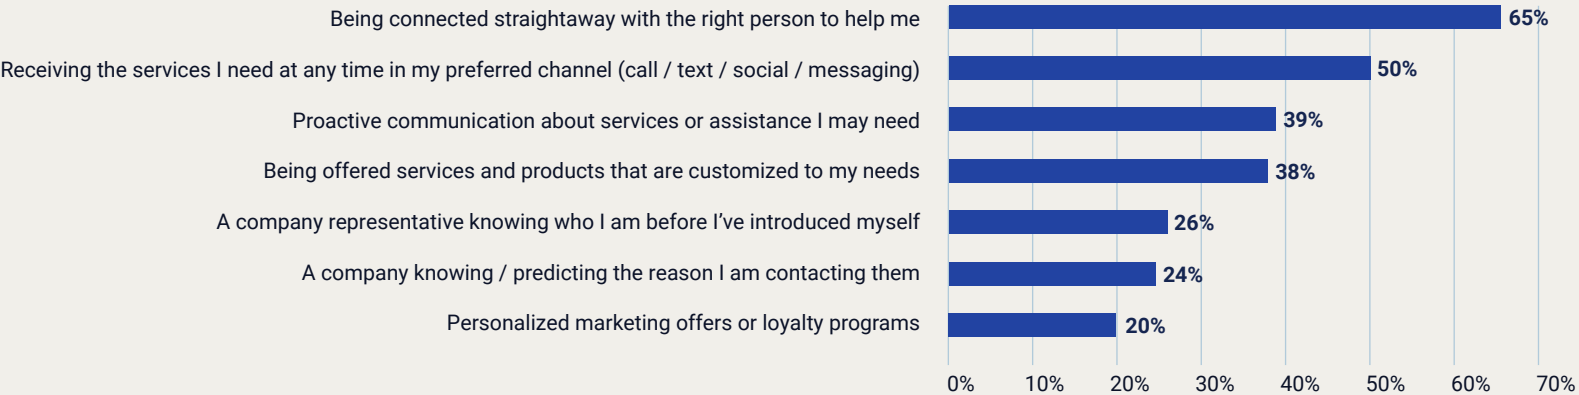 Being connected straightaway with the right person to help me 65%
Receiving the services I need at any time in my preferred channel (call / text / social / messaging) 50%
Proactive communication about services or assistance I may need 39%
Being offered services and products that are customized to my needs 38%
A company representative knowing who I am before I’ve introduced myself 26%
A company knowing / predicting the reason I am contacting them 24%
Personalized marketing offers or loyalty programs 20%
0% 10% 20% 30% 40% 50% 60% 70%